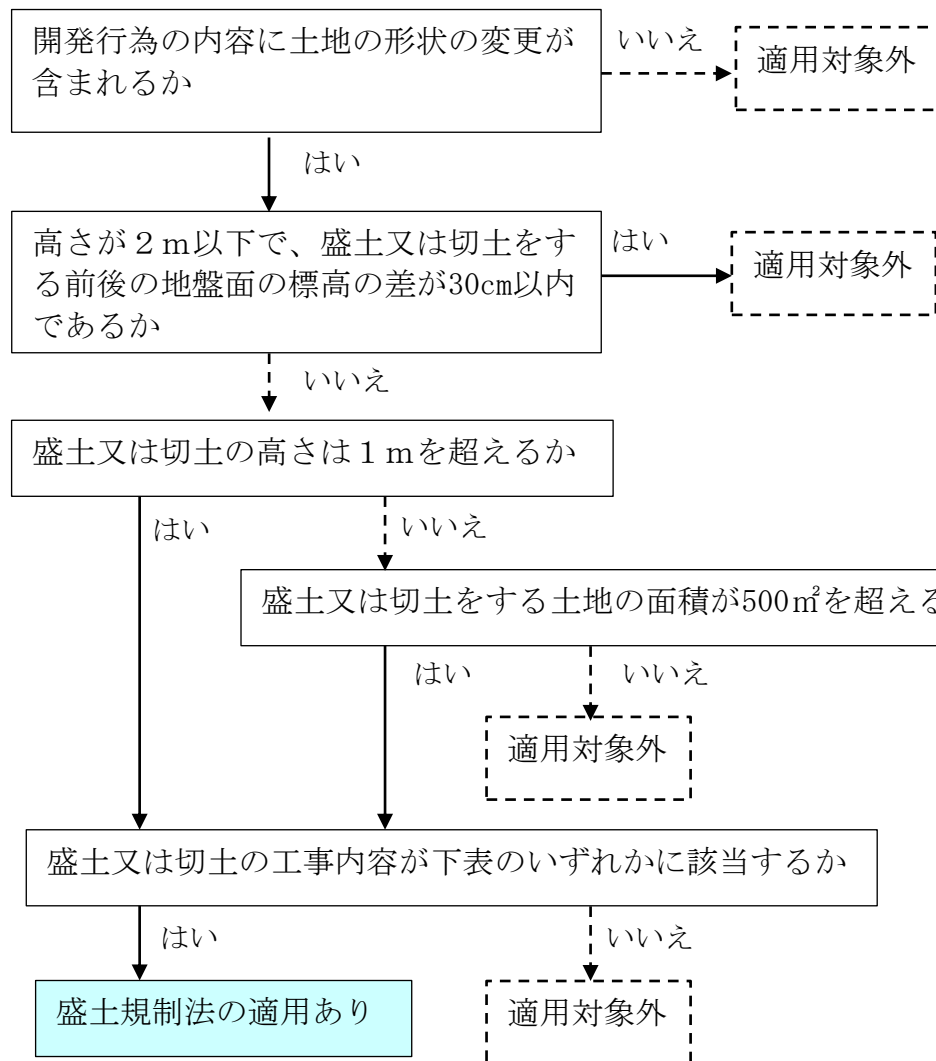 開発行為の内容に土地の形状の変更が
含まれるか
いいえ
適用対象外
はい
高さが２ｍ以下で、盛土又は切土をす
る前後の地盤面の標高の差が30cm以内
であるか
はい
適用対象外
いいえ
盛土又は切土の高さは１ｍを超えるか
はい
いいえ
盛土又は切土をする土地の面積が500㎡を超える
はい
いいえ
適用対象外
盛土又は切土の工事内容が下表のいずれかに該当するか
はい
いいえ
盛土規制法の適用あり
適用対象外